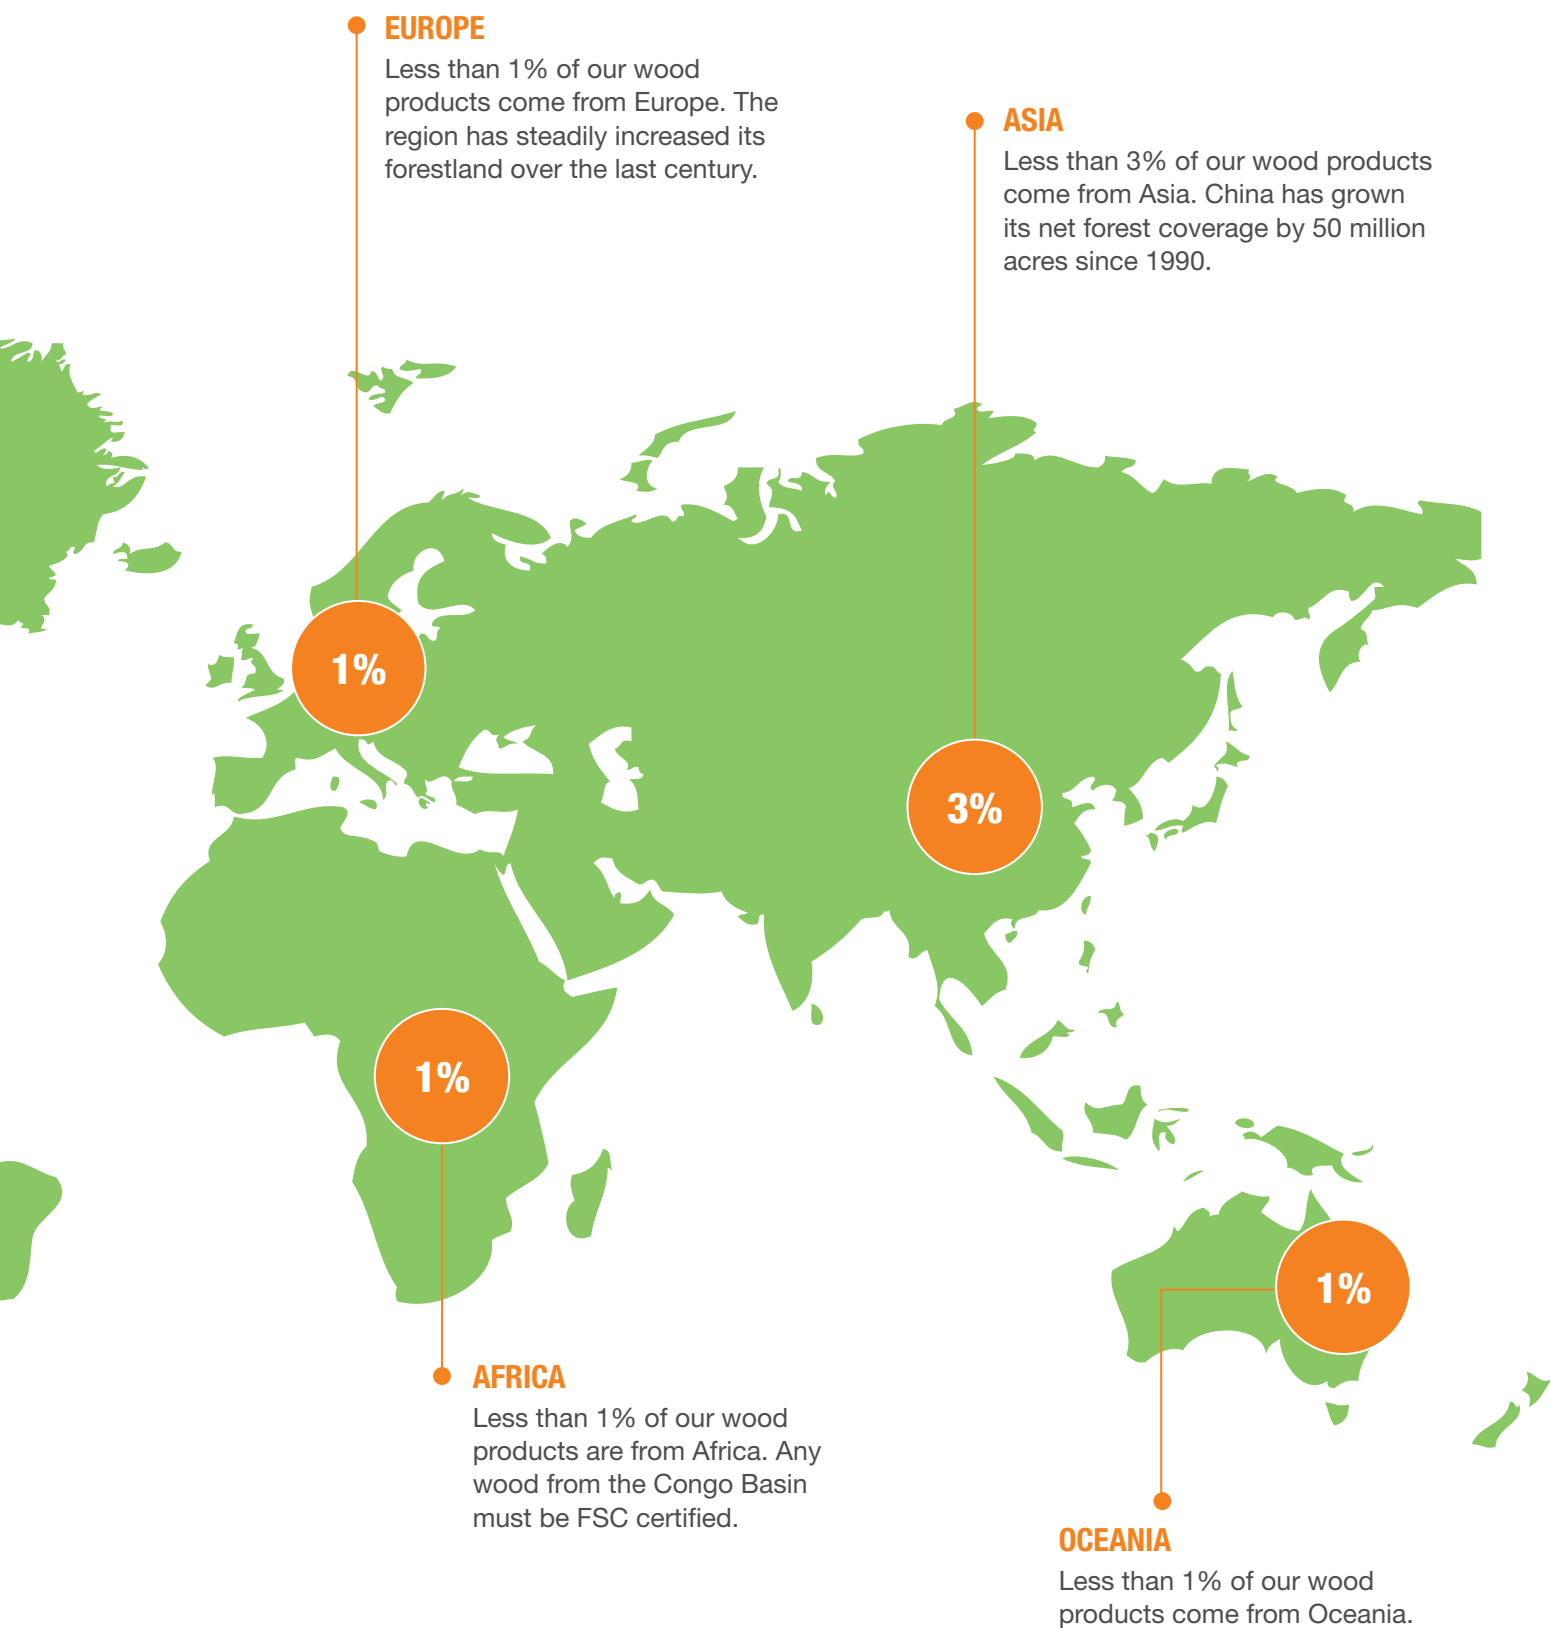 EUROPE
Less than 1% of our wood
products come from Europe. The
region has steadily increased its
forestland over the last century.
ASIA
Less than 3% of our wood products
come from Asia. China has grown
its net forest coverage by 50 million
acres since 1990.
1%
3%
1%
1%
AFRICA
Less than 1% of our wood
products are from Africa. Any
wood from the Congo Basin
must be FSC certified.
OCEANIA
Less than 1% of our wood
products come from Oceania.